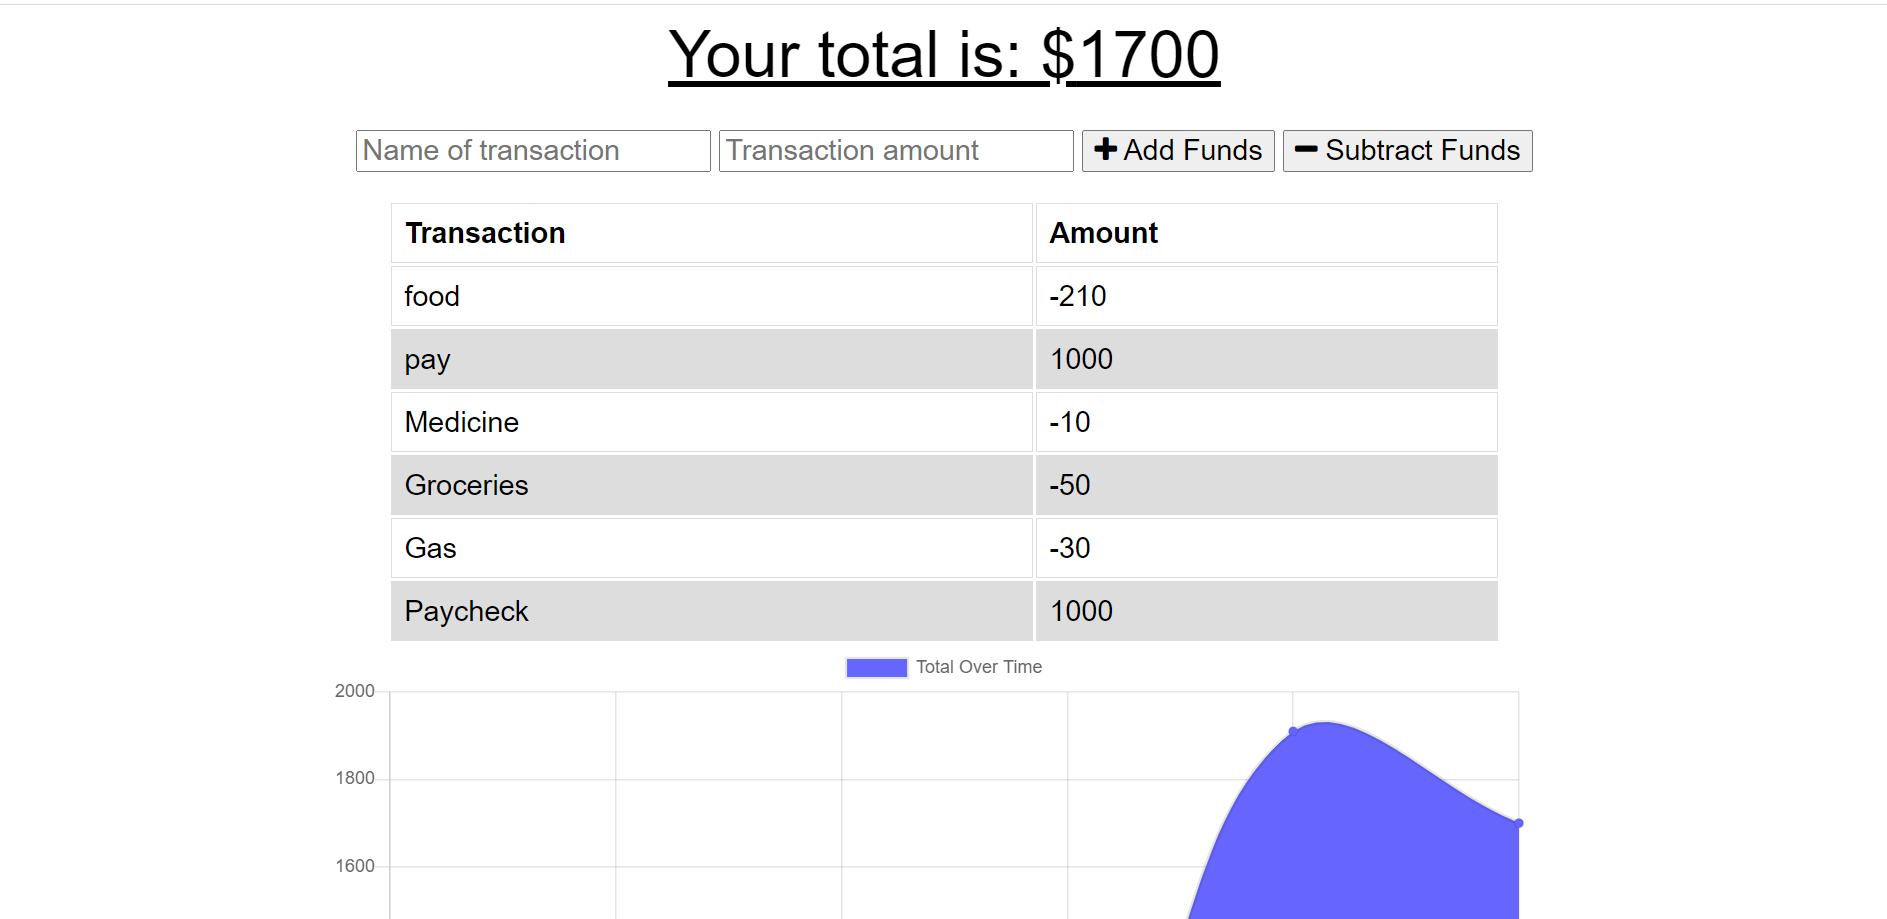 Your total is: $1700
Name of transaction Transaction amount Add Funds Subtract Funds
Transaction Amount
food -210
pay 1000
Medicine -10
Groceries -50
Gas -30
Paycheck 1000
Total Over Time
2000
1800
1600